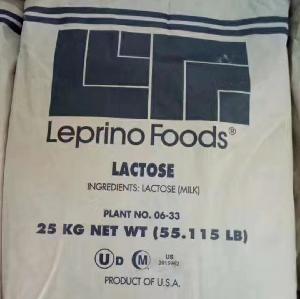 Leprino Foods®
LACTOSE
INGREDIENTS: LACTOSE (MILK)
PLANT NO. 06-33
25 KG NET WT (55.115 LB)
U D M US
PRODUCT OF U.S.A.